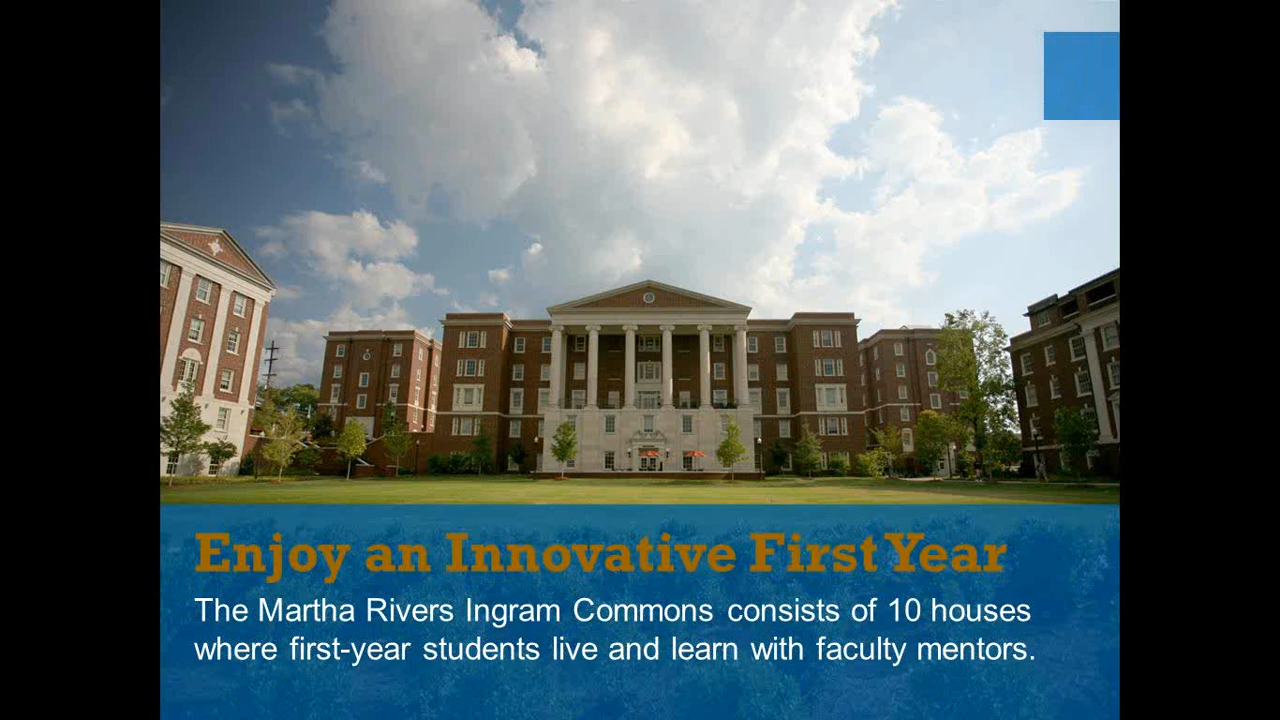 Enjoy an Innovative First Year
The Martha Rivers Ingram Commons consists of 10 houses
where first-year students live and learn with faculty mentors.